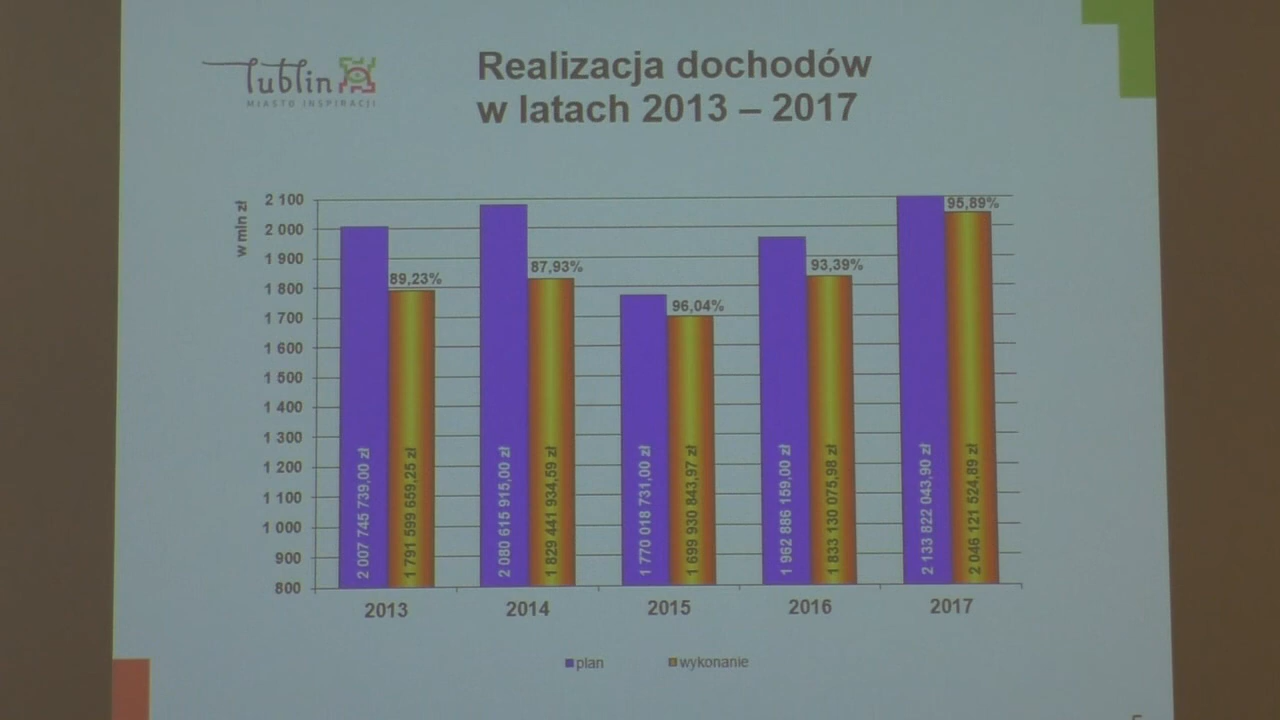 lublin
MIASTO INSPIRACJI
Realizacja dochodów
w latach 2013 – 2017
w mln zł
2 100
2 000
1 900
1 800
1 700
1 600
1 500
1 400
1 300
1 200
1 100
1 000
900
800
89,23%
87,93%
96,04%
93,39%
95,89%
2 007 745 739,00 zł
1 791 599 659,25 zł
2 080 615 915,00 zł
1 829 441 934,59 zł
1 770 018 731,00 zł
1 699 930 843,97 zł
1 962 886 159,00 zł
1 833 130 075,98 zł
2 133 822 043,90 zł
2 046 121 524,89 zł
2013 2014 2015 2016 2017
plan wykonanie